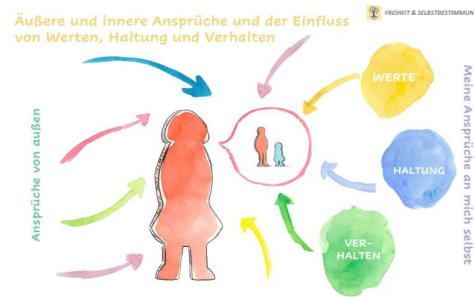 Äußere und innere Ansprüche und der Einfluss
von Werten, Haltung und Verhalten
FREIHEIT & SELBSTBESTIMMUN
Ansprüche von außen
WERTE
HALTUNG
VER-
HALTEN
Meine Ansprüche an mich selbst